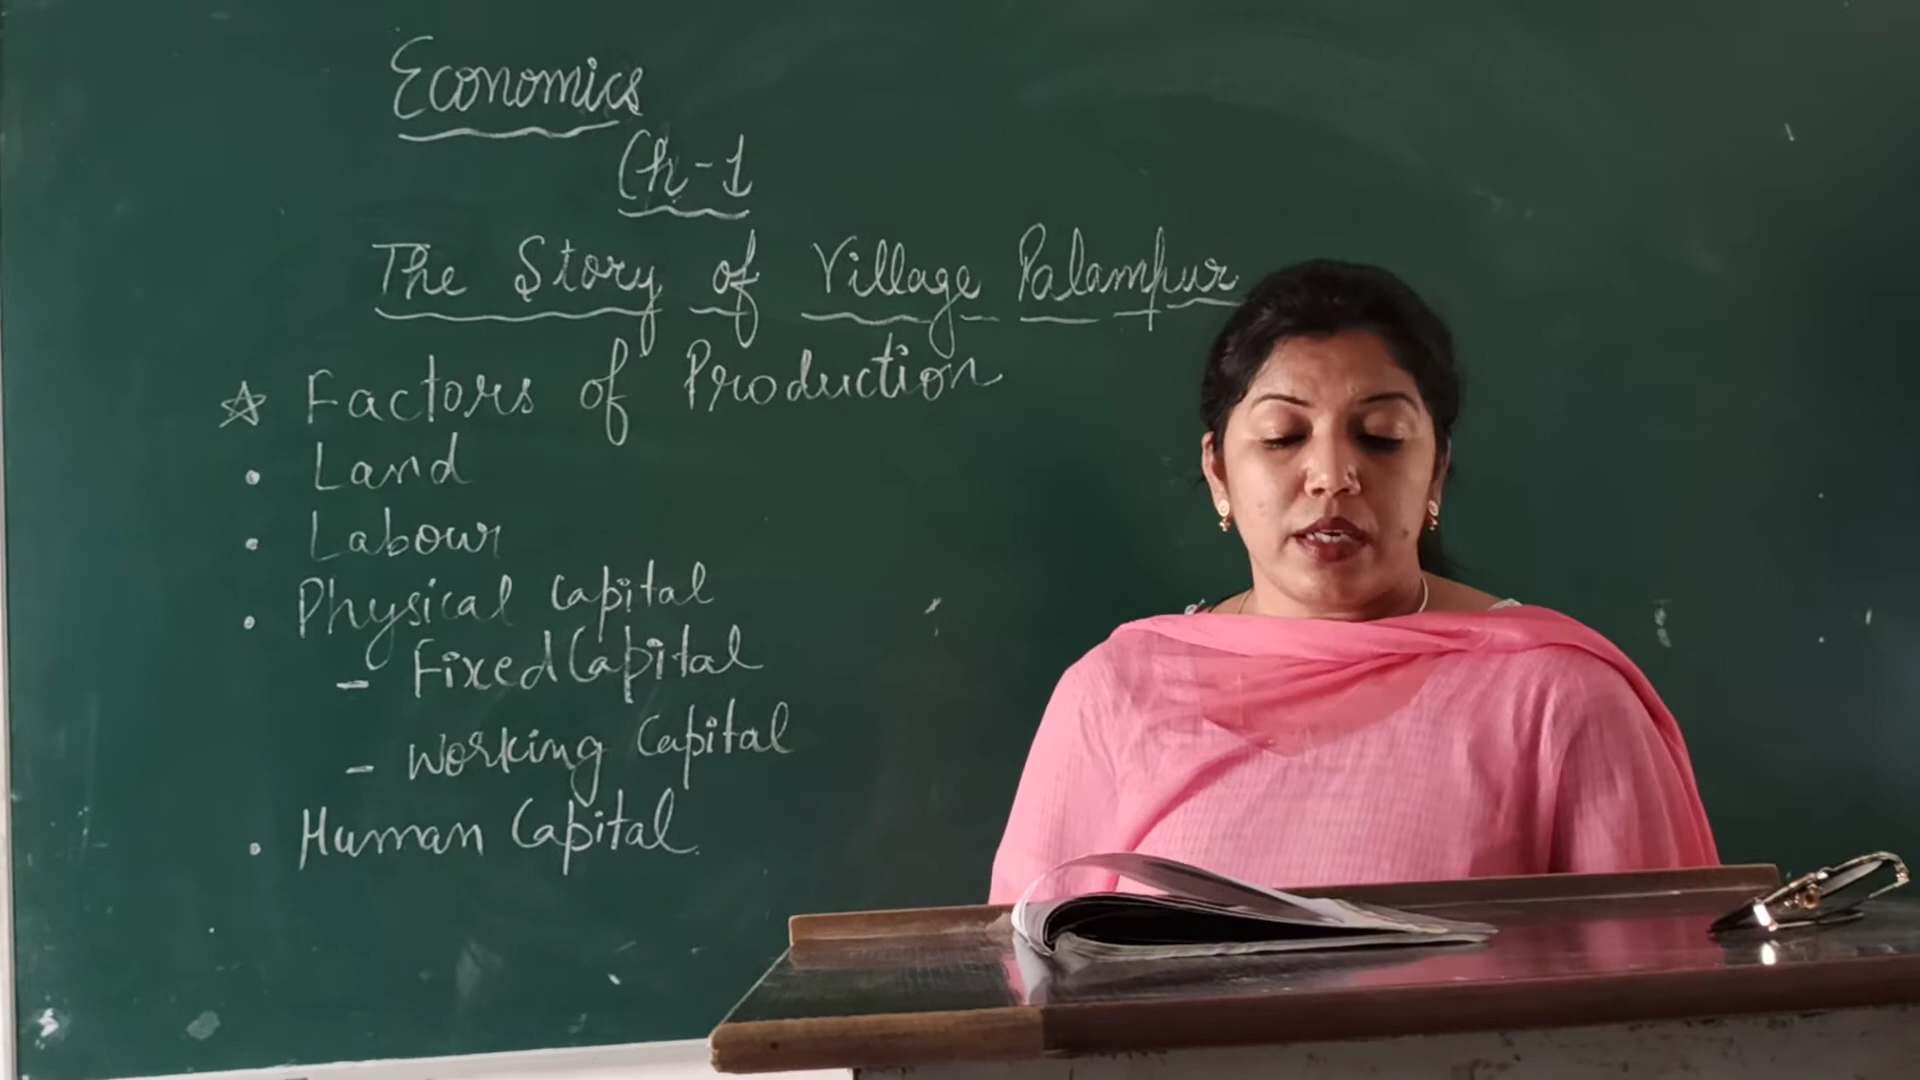 Economics
Ch-1
The Story of Village Palampur
☆ Factors of Production
• Land
• Labour
• Physical Capital
- Fixed Capital
- Working Capital
• Human Capital